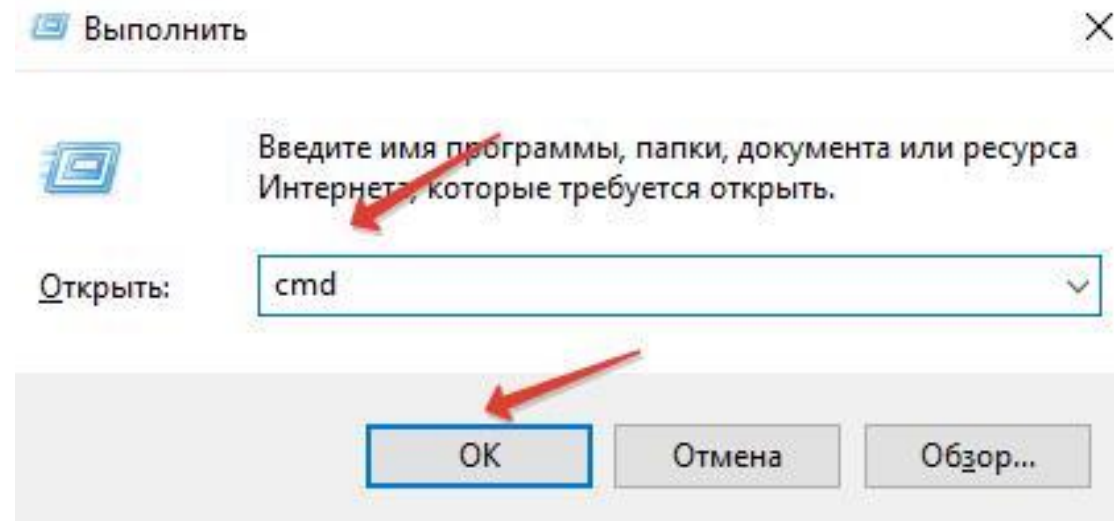 Выполнить
Введите имя программы, папки, документа или ресурса
Интернета, которые требуется открыть.
Открыть: cmd
OK Отмена Обзор...